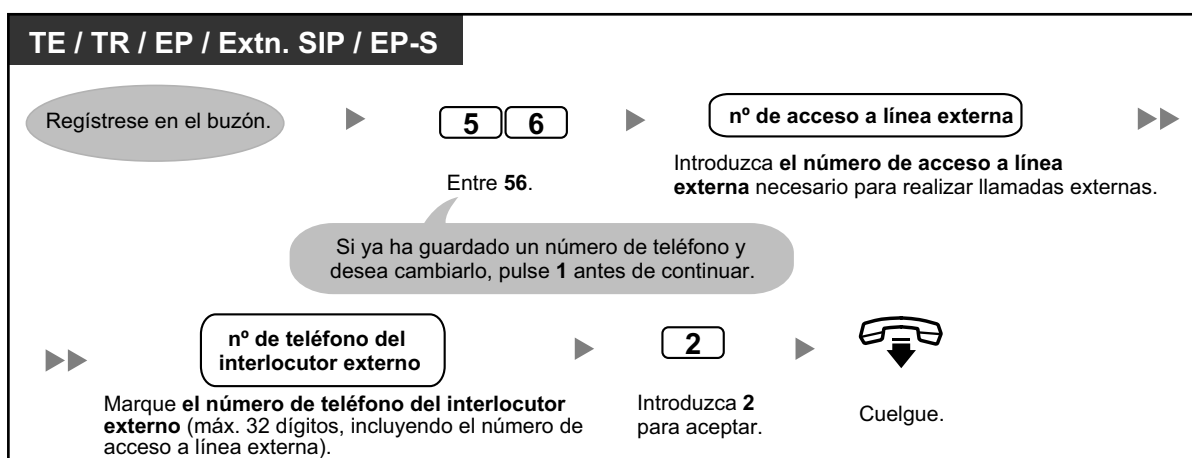 TE / TR / EP / Extn. SIP / EP-S
Regístrese en el buzón.
5 6
nº de acceso a línea externa
Entre 56.
Introduzca el número de acceso a línea
externa necesario para realizar llamadas externas.
Si ya ha guardado un número de teléfono y
desea cambiarlo, pulse 1 antes de continuar.
nº de teléfono del
interlocutor externo
2
Marque el número de teléfono del interlocutor
externo (máx. 32 dígitos, incluyendo el número de
acceso a línea externa).
Introduzca 2
para aceptar.
Cuelgue.